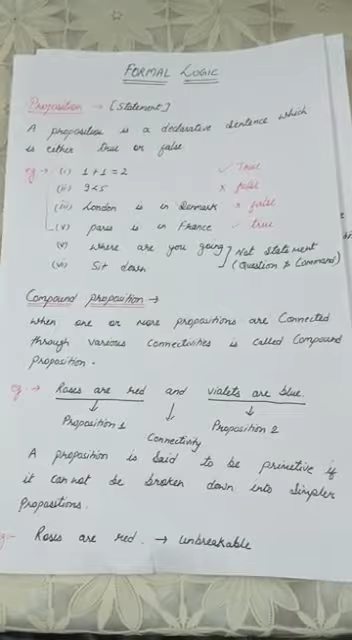 FORMAL LOGIC
Proposition → [Statement]
A proposition is a declarative sentence which
is either true or false
eg → (i) 1+1=2 ✓ True
(ii) 9<5 × false
(iii) London is in Denmark × false
(iv) paris is in France ✓ true
(v) where are you going ] Not statement
(vi) Sit down (Question & Command)
Compound proposition →
when one or more propositions are Connected
through various connectivities is called Compound
proposition.
eg. → Roses are red and vialets are blue.
Proposition 1 Connectivity Proposition 2
A proposition is said to be primitive if
it can not be broken down into simpler
propositions.
Roses are red. → unbreakable